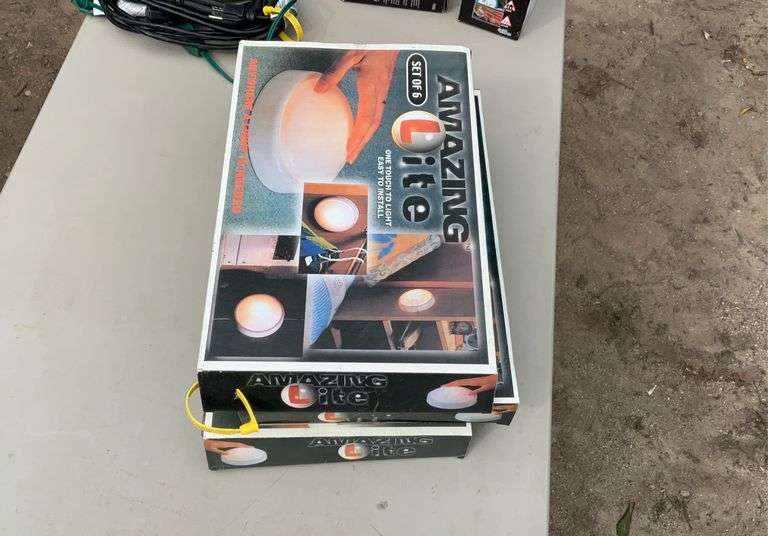 SET OF 6
AMAZING
Lite
ONE TOUCH TO LIGHT
EASY TO INSTALL
AMAZING
Lite
AMAZING
Lite